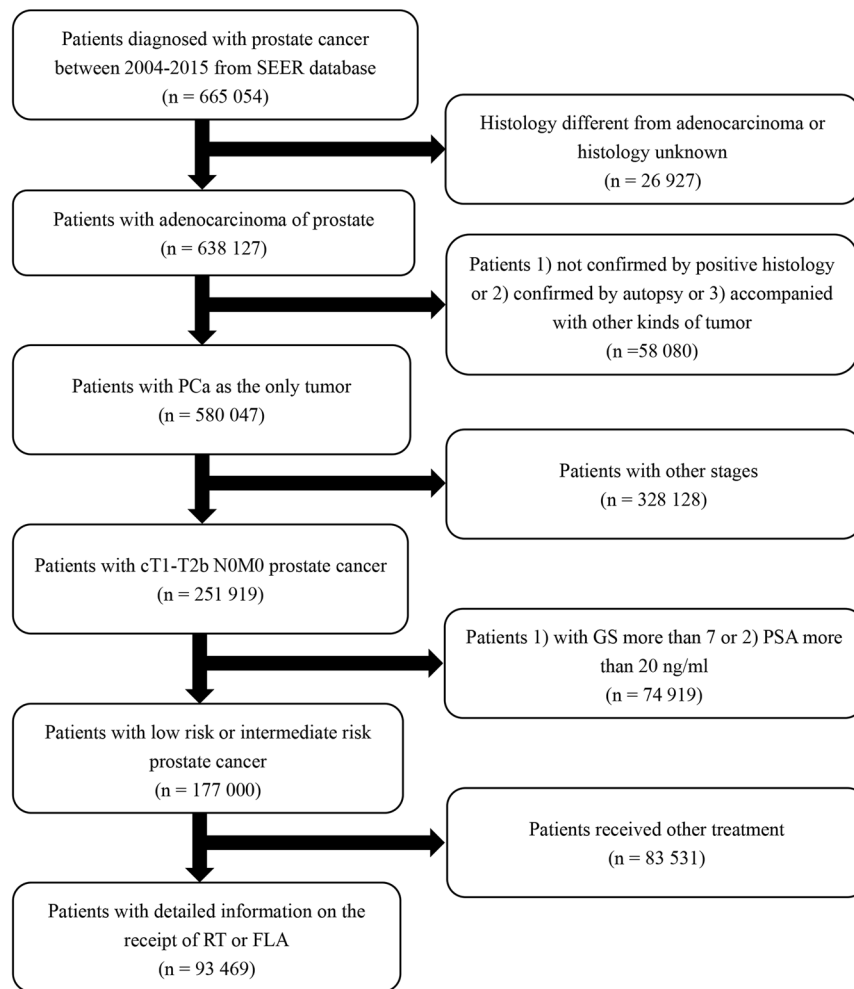 Patients diagnosed with prostate cancer
between 2004-2015 from SEER database
(n = 665 054)
Histology different from adenocarcinoma or
histology unknown
(n = 26 927)
Patients with adenocarcinoma of prostate
(n = 638 127)
Patients 1) not confirmed by positive histology
or 2) confirmed by autopsy or 3) accompanied
with other kinds of tumor
(n =58 080)
Patients with PCa as the only tumor
(n = 580 047)
Patients with other stages
(n = 328 128)
Patients with cT1-T2b N0M0 prostate cancer
(n = 251 919)
Patients 1) with GS more than 7 or 2) PSA more
than 20 ng/ml
(n = 74 919)
Patients with low risk or intermediate risk
prostate cancer
(n = 177 000)
Patients received other treatment
(n = 83 531)
Patients with detailed information on the
receipt of RT or FLA
(n = 93 469)